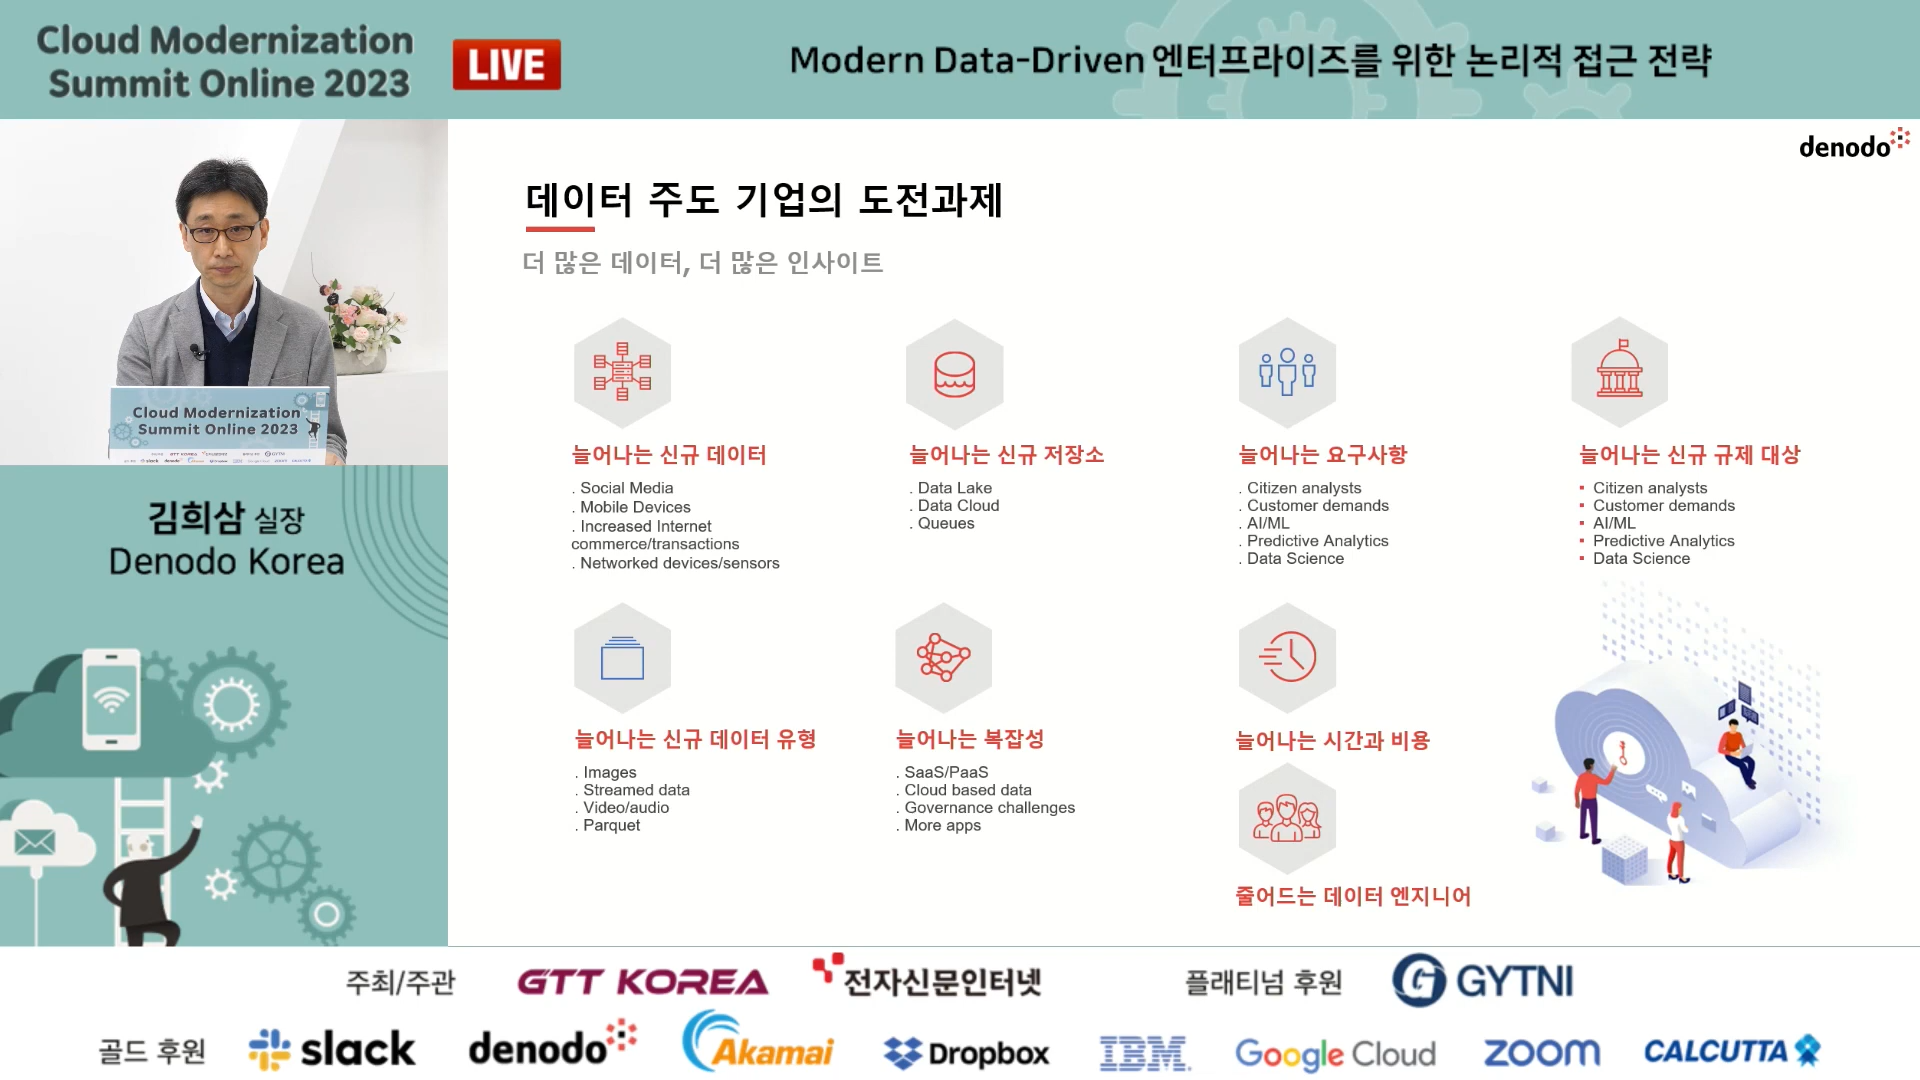 Cloud Modernization
Summit Online 2023
LIVE
Modern Data-Driven 엔터프라이즈를 위한 논리적 접근 전략
denodo
데이터 주도 기업의 도전과제
더 많은 데이터, 더 많은 인사이트
늘어나는 신규 데이터
. Social Media
. Mobile Devices
. Increased Internet
commerce/transactions
. Networked devices/sensors
늘어나는 신규 저장소
. Data Lake
. Data Cloud
. Queues
늘어나는 요구사항
. Citizen analysts
. Customer demands
. AI/ML
. Predictive Analytics
. Data Science
늘어나는 신규 규제 대상
▪ Citizen analysts
▪ Customer demands
▪ AI/ML
▪ Predictive Analytics
▪ Data Science
늘어나는 신규 데이터 유형
. Images
. Streamed data
. Video/audio
. Parquet
늘어나는 복잡성
. SaaS/PaaS
. Cloud based data
. Governance challenges
. More apps
늘어나는 시간과 비용
줄어드는 데이터 엔지니어
Cloud Modernization
Summit Online 2023
GTT KOREA
GYTNI
slack denodo
김희삼 실장
Denodo Korea
주최/주관 GTT KOREA 전자신문인터넷 플래티넘 후원 GYTNI
골드 후원 slack denodo Akamai Dropbox IBM Google Cloud zoom CALCUTTA